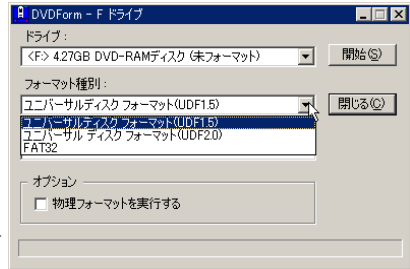 DVDForm - F ドライブ
ドライブ :
<F:> 4.27GB DVD-RAMディスク (未フォーマット)
開始(S)
フォーマット種別 :
ユニバーサルディスク フォーマット(UDF1.5)
閉じる(C)
ユニバーサルディスク フォーマット(UDF1.5)
ユニバーサル ディスク フォーマット(UDF2.0)
FAT32
オプション
物理フォーマットを実行する